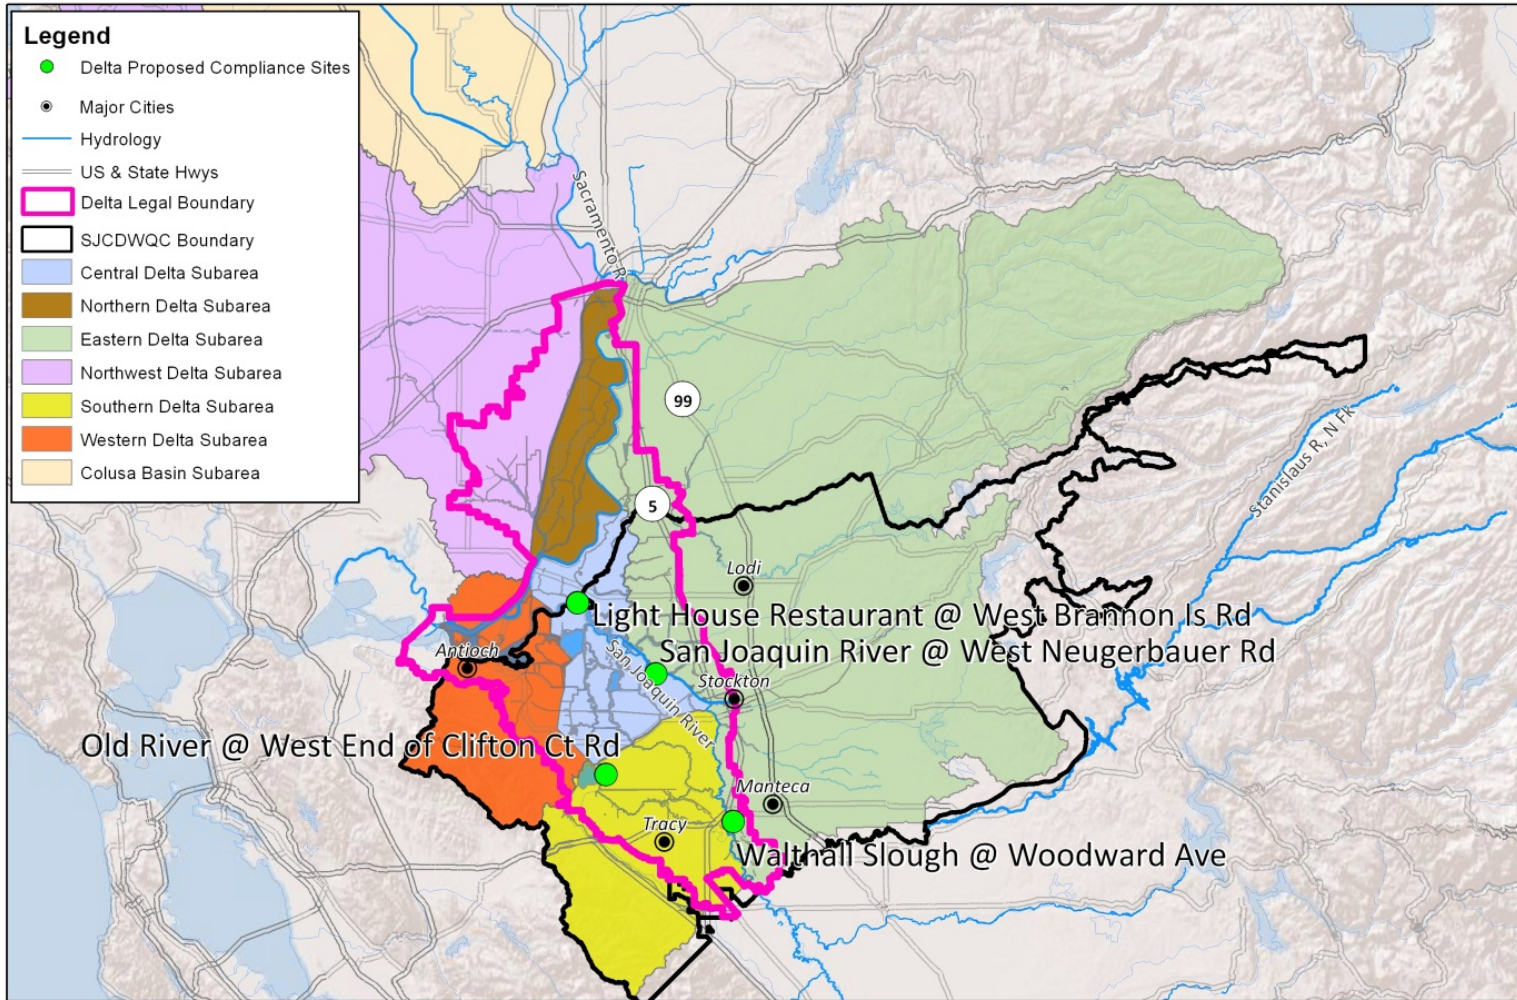 Legend
Delta Proposed Compliance Sites
Major Cities
Hydrology
US & State Hwys
Delta Legal Boundary
SJCDWQC Boundary
Central Delta Subarea
Northern Delta Subarea
Eastern Delta Subarea
Northwest Delta Subarea
Southern Delta Subarea
Western Delta Subarea
Colusa Basin Subarea
Sacramento R
99
5
Stanislaus R, N Fk
Lodi
Light House Restaurant @ West Brannon Is Rd
San Joaquin River @ West Neugerbauer Rd
Antioch
San Joaquin River
Stockton
Old River @ West End of Clifton Ct Rd
Manteca
Tracy
Walthall Slough @ Woodward Ave